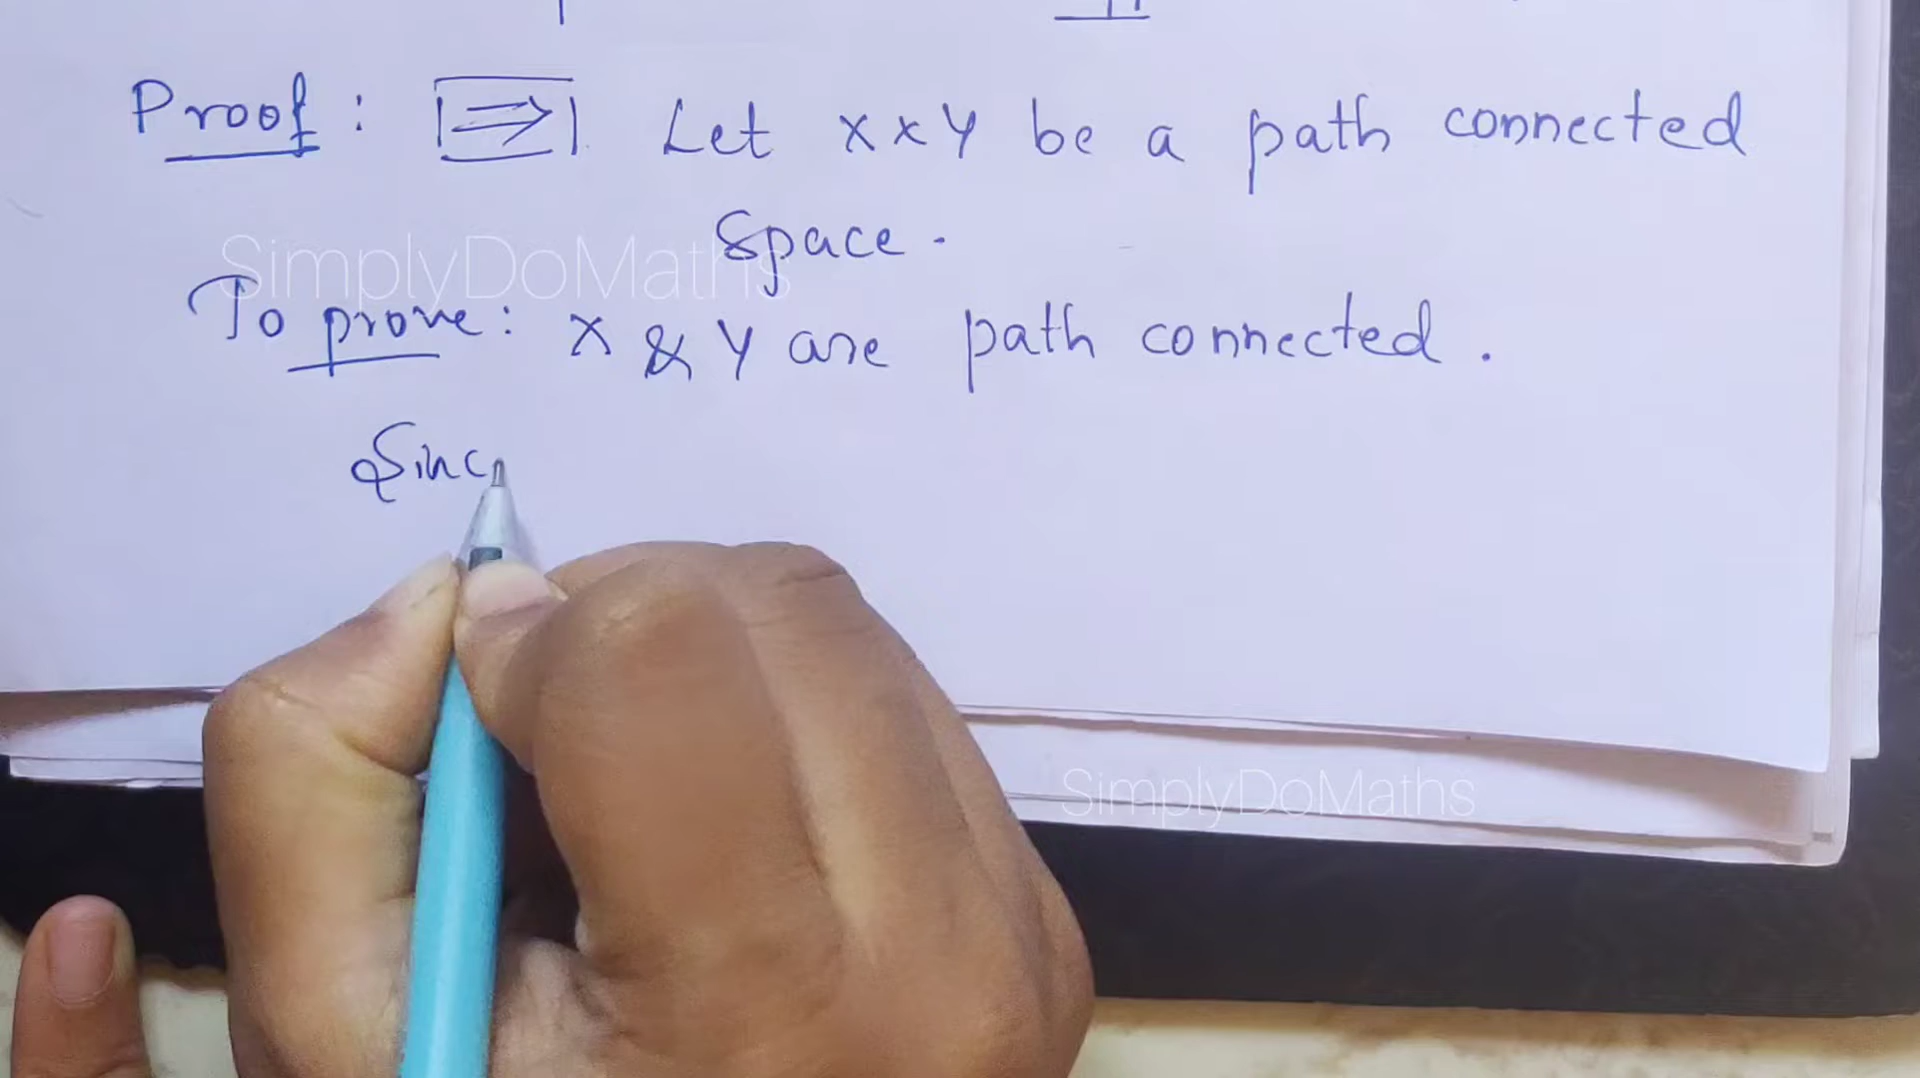 Proof : ⇒ Let X x Y be a path connected
Space .
SimplyDoMaths
To prove : X & Y are path connected .
Sinc
SimplyDoMaths